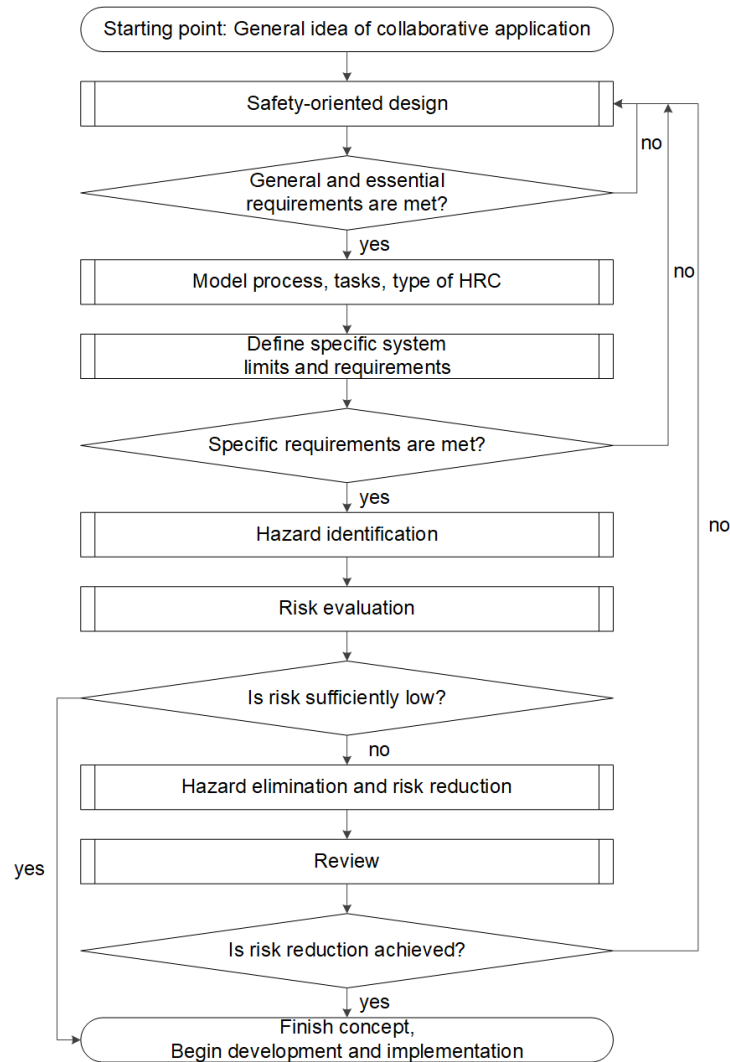 Starting point: General idea of collaborative application
Safety-oriented design
no
General and essential
requirements are met?
yes
Model process, tasks, type of HRC
no
Define specific system
limits and requirements
Specific requirements are met?
yes
Hazard identification
no
Risk evaluation
Is risk sufficiently low?
no
Hazard elimination and risk reduction
Review
yes
Is risk reduction achieved?
yes
Finish concept,
Begin development and implementation